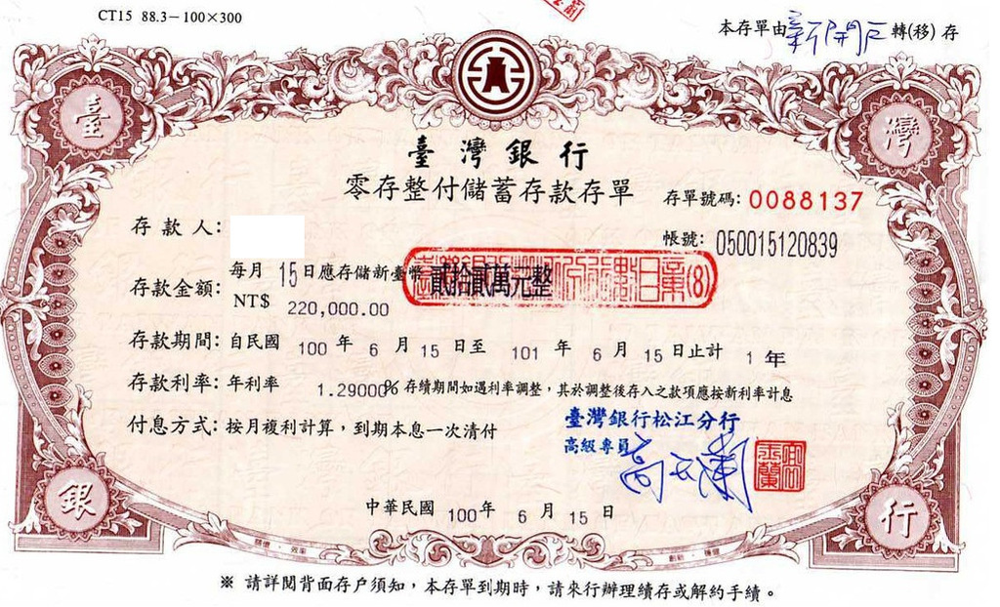 CT15 88.3-100×300
本存單由新開戶轉(移)存
臺 灣
臺灣銀行
零存整付儲蓄存款存單
存單號碼: 0088137
存款人:
帳號: 050015120839
存款金額: 每月15日應存儲新臺幣貳拾貳萬元整
NT$ 220,000.00
存款期間: 自民國 100 年 6 月 15 日至 101 年 6 月 15 日止計 1 年
存款利率: 年利率 1.29000% 存續期間如遇利率調整,其於調整後存入之款項應按新利率計息
付息方式: 按月複利計算,到期本息一次清付
臺灣銀行松江分行
高級專員
中華民國 100 年 6 月 15 日
銀 行
※ 請詳閱背面存戶須知,本存單到期時,請來行辦理續存或解約手續。